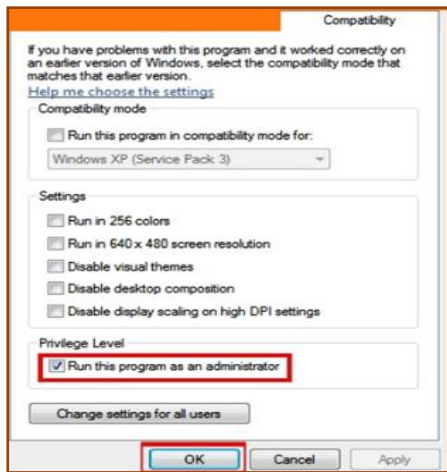 Compatibility
If you have problems with this program and it worked correctly on
an earlier version of Windows, select the compatibility mode that
matches that earlier version.
Help me choose the settings
Compatibility mode
Run this program in compatibility mode for:
Windows XP (Service Pack 3)
Settings
Run in 256 colors
Run in 640 x 480 screen resolution
Disable visual themes
Disable desktop composition
Disable display scaling on high DPI settings
Privilege Level
Run this program as an administrator
Change settings for all users
OK Cancel Apply